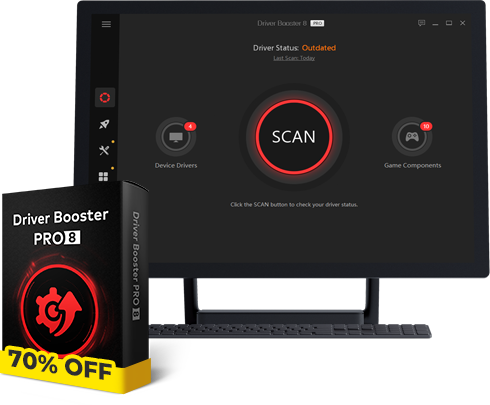 Driver Booster 8 PRO
Driver Status: Outdated
Last Scan: Today
4
10
SCAN
Device Drivers
Game Components
Click the SCAN button to check your driver status.
Driver Booster
PRO 8
Driver Booster PRO 8
70% OFF